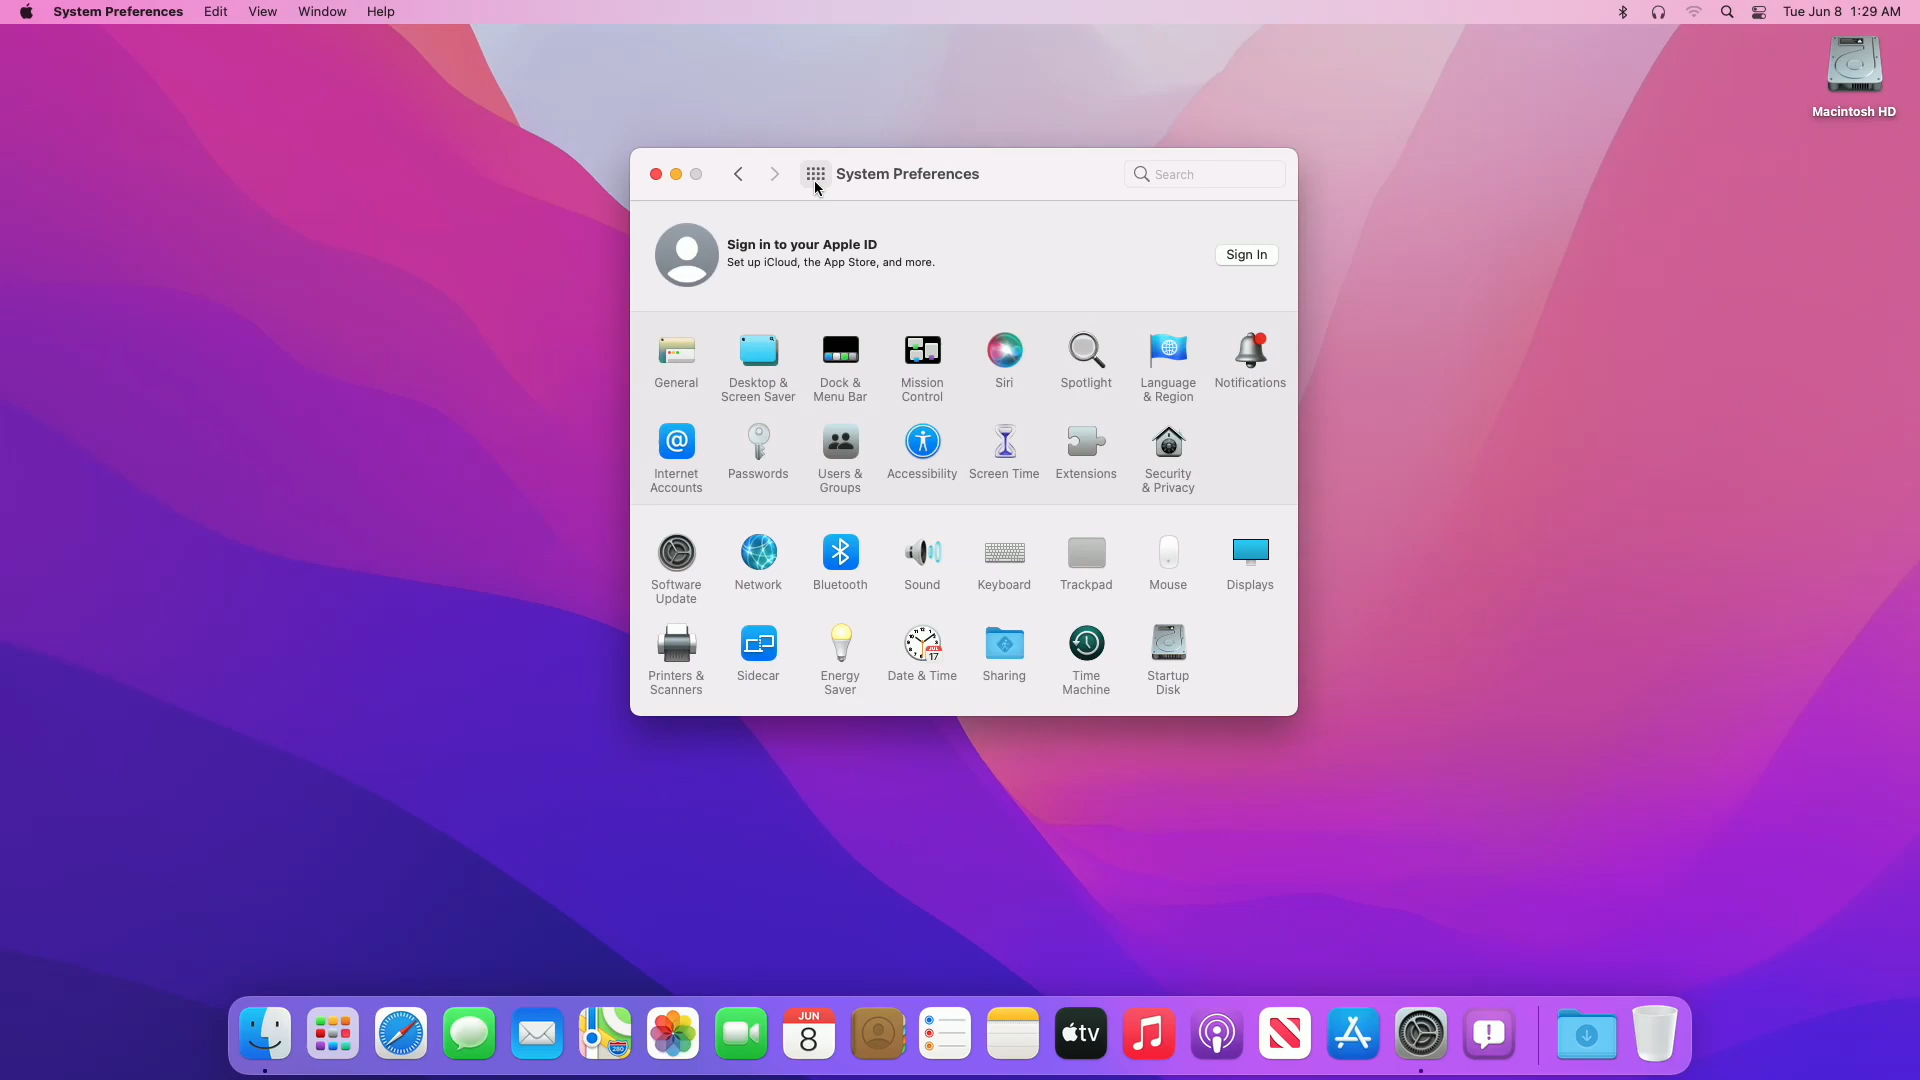 System Preferences Edit View Window Help Tue Jun 8 1:29 AM
Macintosh HD
System Preferences Search
Sign in to your Apple ID
Set up iCloud, the App Store, and more.
Sign In
General
Desktop &
Screen Saver
Dock &
Menu Bar
Mission
Control
Siri
Spotlight
Language
& Region
Notifications
Internet
Accounts
Passwords
Users &
Groups
Accessibility
Screen Time
Extensions
Security
& Privacy
Software
Update
Network
Bluetooth
Sound
Keyboard
Trackpad
Mouse
Displays
Printers &
Scanners
Sidecar
Energy
Saver
Date & Time
Sharing
Time
Machine
Startup
Disk
JUL
17
280
JUN
8
tv